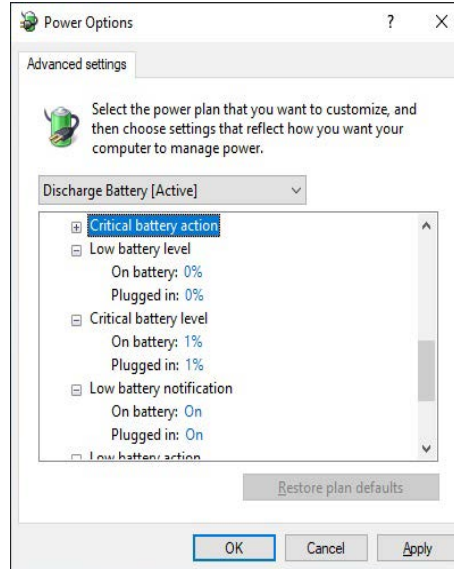 Power Options
?
X
Advanced settings
Select the power plan that you want to customize, and
then choose settings that reflect how you want your
computer to manage power.
Discharge Battery [Active]
Critical battery action
Low battery level
On battery: 0%
Plugged in: 0%
Critical battery level
On battery: 1%
Plugged in: 1%
Low battery notification
On battery: On
Plugged in: On
Low battery action
Restore plan defaults
OK
Cancel
Apply